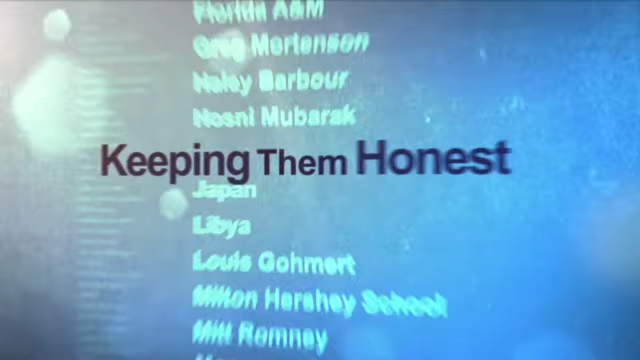 Florida A&M
Greg Mortenson
Haley Barbour
Hosni Mubarak
Keeping Them Honest
Japan
Libya
Louie Gohmert
Milton Hershey School
Mitt Romney